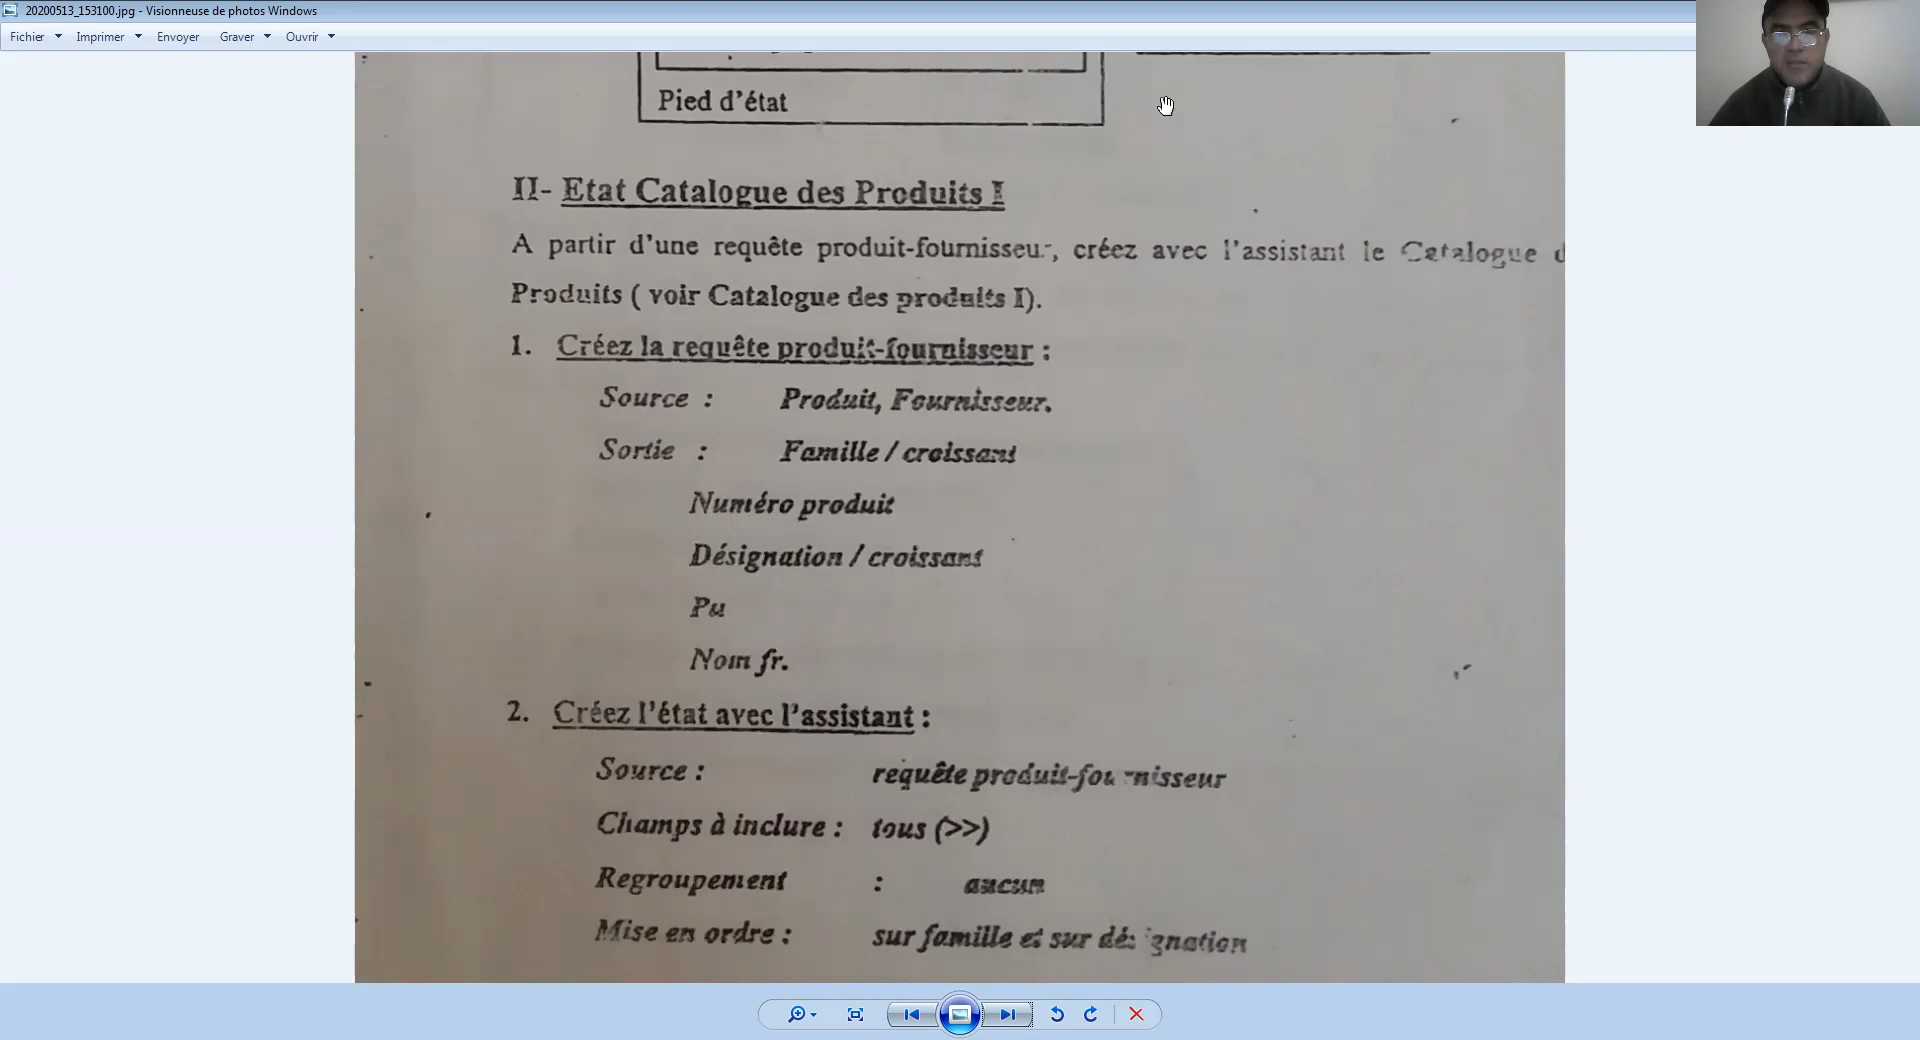 20200513_153100.jpg - Visionneuse de photos Windows
Fichier Imprimer Envoyer Graver Ouvrir
Pied d'état
II- Etat Catalogue des Produits I
A partir d'une requête produit-fournisseur, créez avec l'assistant le Catalogue d
Produits ( voir Catalogue des produits I).
1. Créez la requête produit-fournisseur :
Source : Produit, Fournisseur.
Sortie : Famille / croissant
Numéro produit
Désignation / croissant
Pu
Nom fr.
2. Créez l'état avec l'assistant :
Source : requête produit-fournisseur
Champs à inclure : tous (>>)
Regroupement : aucun
Mise en ordre : sur famille et sur désignation